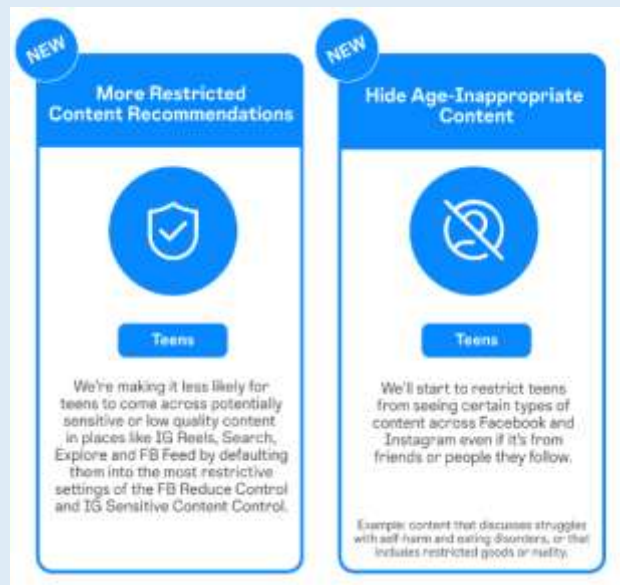 NEW
More Restricted
Content Recommendations
Teens
We're making it less likely for
teens to come across potentially
sensitive or low quality content
in places like IG Reels, Search,
Explore and FB Feed by defaulting
them into the most restrictive
settings of the FB Reduce Control
and IG Sensitive Content Control.
NEW
Hide Age-Inappropriate
Content
Teens
We'll start to restrict teens
from seeing certain types of
content across Facebook and
Instagram even if it's from
friends or people they follow.
Example: content that discusses struggles
with self-harm and eating disorders, or that
includes restricted goods or nudity.